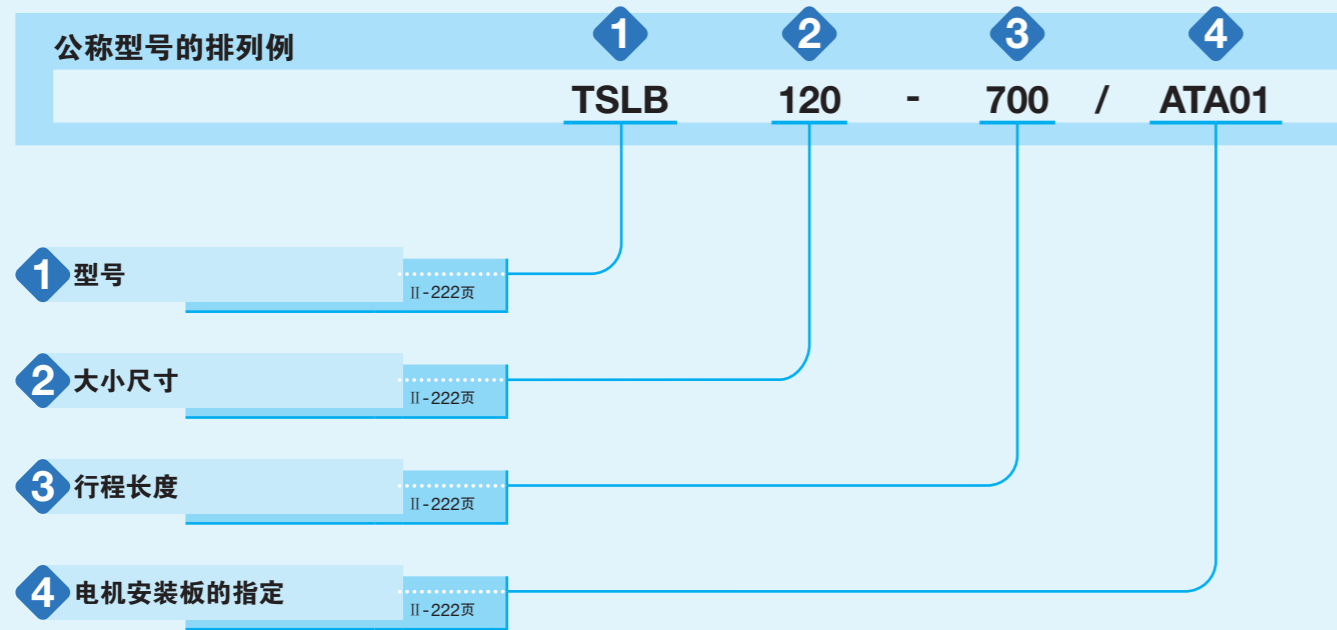 公称型号的排列例
1 2 3 4
TSLB 120 - 700 / ATA01
1 型号
II-222页
2 大小尺寸
II-222页
3 行程长度
II-222页
4 电机安装板的指定
II-222页